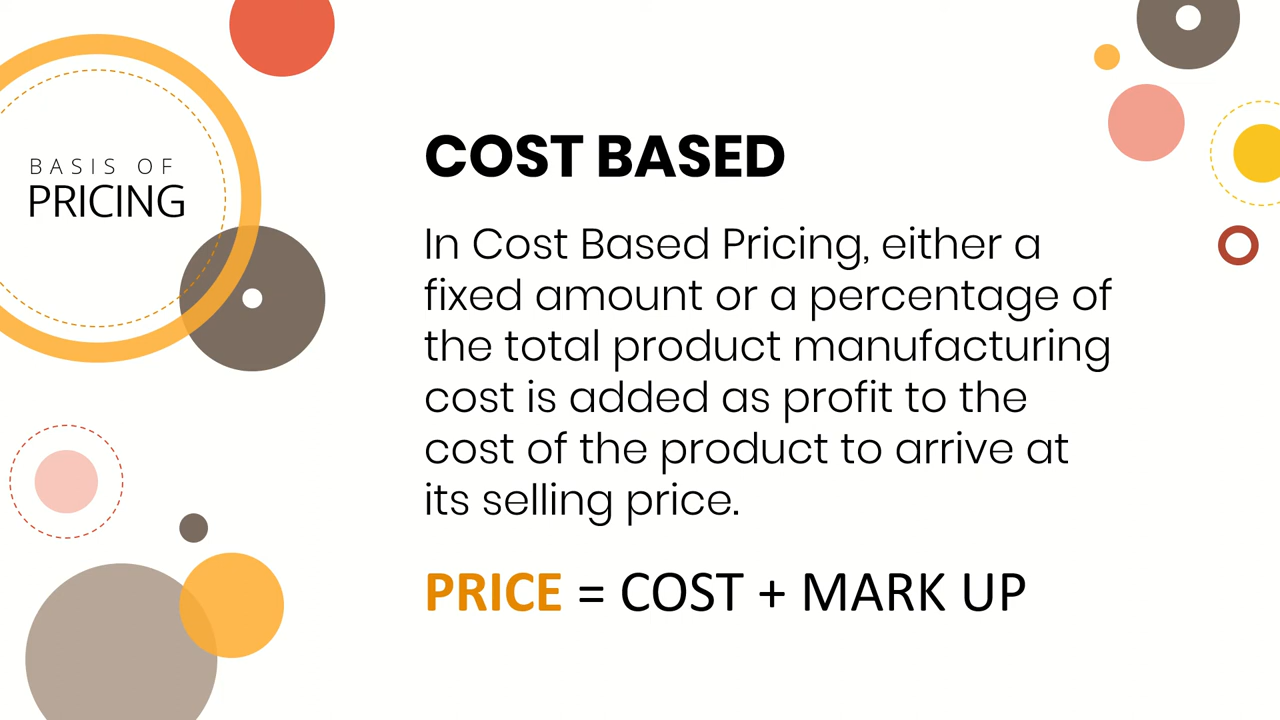 BASIS OF
PRICING
COST BASED
In Cost Based Pricing, either a
fixed amount or a percentage of
the total product manufacturing
cost is added as profit to the
cost of the product to arrive at
its selling price.
PRICE = COST + MARK UP